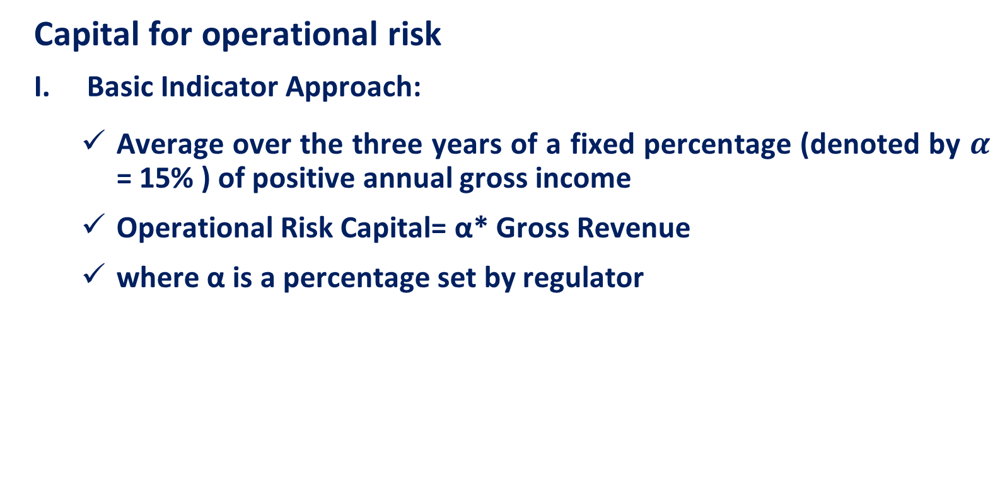 Capital for operational risk
I. Basic Indicator Approach:
✓ Average over the three years of a fixed percentage (denoted by 𝜶
= 15% ) of positive annual gross income
✓ Operational Risk Capital= α* Gross Revenue
✓ where α is a percentage set by regulator